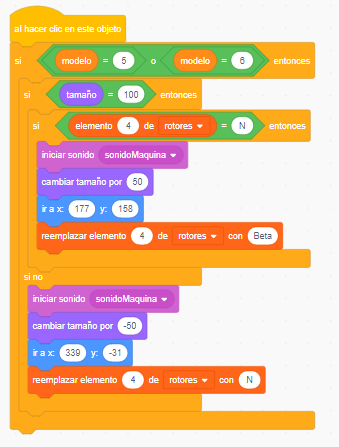 al hacer clic en este objeto
si modelo = 5 o modelo = 6 entonces
si tamaño = 100 entonces
si elemento 4 de rotores = N entonces
iniciar sonido sonidoMaquina
cambiar tamaño por 50
ir a x: 177 y: 158
reemplazar elemento 4 de rotores con Beta
si no
iniciar sonido sonidoMaquina
cambiar tamaño por -50
ir a x: 339 y: -31
reemplazar elemento 4 de rotores con N